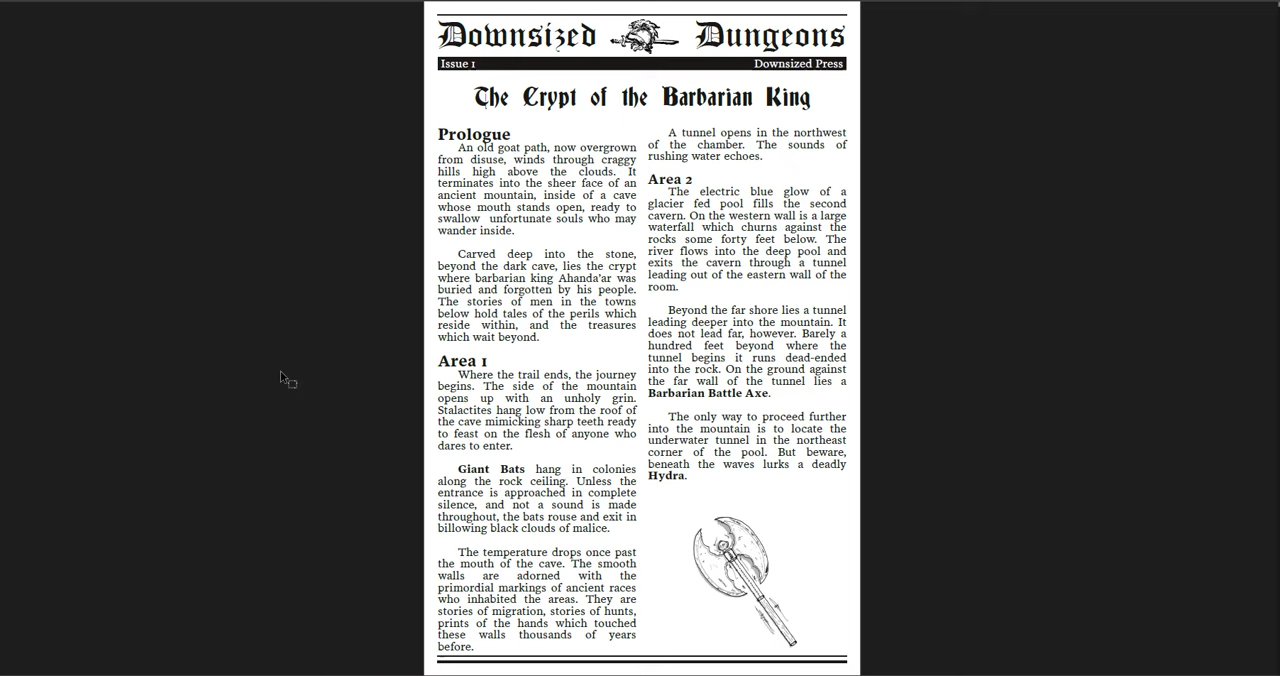 Downsized Dungeons
Issue 1 Downsized Press
The Crypt of the Barbarian King
Prologue
An old goat path, now overgrown
from disuse, winds through craggy
hills high above the clouds. It
terminates into the sheer face of an
ancient mountain, inside of a cave
whose mouth stands open, ready to
swallow unfortunate souls who may
wander inside.
Carved deep into the stone,
beyond the dark cave, lies the crypt
where barbarian king Ahanda'ar was
buried and forgotten by his people.
The stories of men in the towns
below hold tales of the perils which
reside within, and the treasures
which wait beyond.
Area 1
Where the trail ends, the journey
begins. The side of the mountain
opens up with an unholy grin.
Stalactites hang low from the roof of
the cave mimicking sharp teeth ready
to feast on the flesh of anyone who
dares to enter.
Giant Bats hang in colonies
along the rock ceiling. Unless the
entrance is approached in complete
silence, and not a sound is made
throughout, the bats rouse and exit in
billowing black clouds of malice.
The temperature drops once past
the mouth of the cave. The smooth
walls are adorned with the
primordial markings of ancient races
who inhabited the areas. They are
stories of migration, stories of hunts,
prints of the hands which touched
these walls thousands of years
before.
A tunnel opens in the northwest
of the chamber. The sounds of
rushing water echoes.
Area 2
The electric blue glow of a
glacier fed pool fills the second
cavern. On the western wall is a large
waterfall which churns against the
rocks some forty feet below. The
river flows into the deep pool and
exits the cavern through a tunnel
leading out of the eastern wall of the
room.
Beyond the far shore lies a tunnel
leading deeper into the mountain. It
does not lead far, however. Barely a
hundred feet beyond where the
tunnel begins it runs dead-ended
into the rock. On the ground against
the far wall of the tunnel lies a
Barbarian Battle Axe.
The only way to proceed further
into the mountain is to locate the
underwater tunnel in the northeast
corner of the pool. But beware,
beneath the waves lurks a deadly
Hydra.